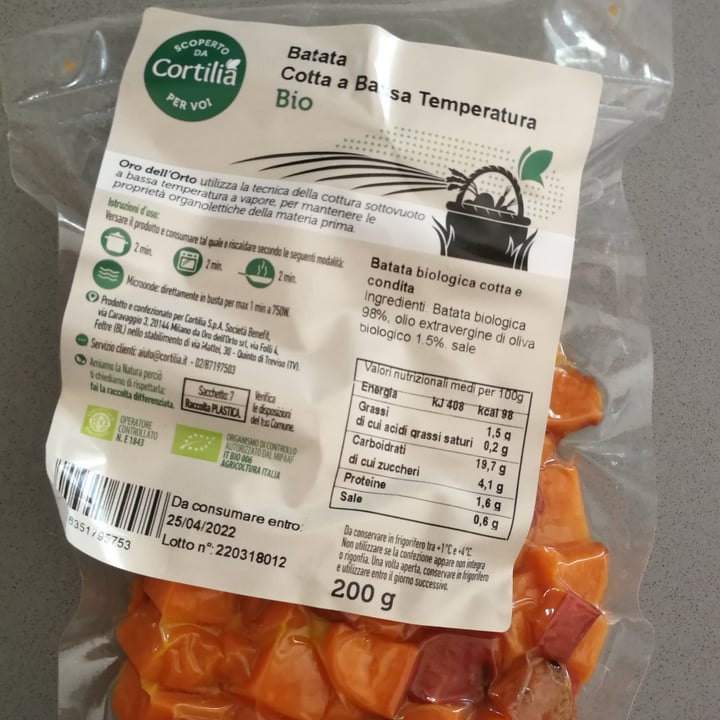 SCOPERTO
DA
Cortilia
PER VOI
Batata
Cotta a Bassa Temperatura
Bio
Oro dell'Orto utilizza la tecnica della cottura sottovuoto
a bassa temperatura a vapore, per mantenere le
proprietà organolettiche della materia prima.
Istruzioni d'uso:
Versare il prodotto e consumare tal quale o riscaldare secondo le seguenti modalità:
2 min.
2 min.
2 min.
Microonde: direttamente in busta per max 1 min a 750W.
Prodotto e confezionato per Cortilia S.p.A. Società Benefit,
via Caravaggio 3, 20144 Milano da Oro dell'Orto srl, via Folli 4,
Feltre (BL) nello stabilimento di via Mattei, 30 - Quinto di Treviso (TV).
Servizio clienti: aiuto@cortilia.it - 02/87197503
Amiamo la Natura perciò
ti chiediamo di rispettarla:
fai la raccolta differenziata.
Sacchetto: 7
Raccolta PLASTICA.
Verifica
le disposizioni
del tuo Comune.
OPERATORE
CONTROLLATO
N. E 1843
ORGANISMO DI CONTROLLO
AUTORIZZATO DAL MIPAAF
IT BIO 006
AGRICOLTURA ITALIA
Da consumare entro:
25/04/2022
Lotto n°: 220318012
Batata biologica cotta e
condita
Ingredienti: Batata biologica
98%, olio extravergine di oliva
biologico 1.5%, sale
Valori nutrizionali medi per 100g
Energia kJ 408 kcal 98
Grassi 1,5 g
di cui acidi grassi saturi 0,2 g
Carboidrati 19,7 g
di cui zuccheri 4,1 g
Proteine 1,6 g
Sale 0,6 g
Da conservare in frigorifero tra +1°C e +4°C.
Non utilizzare se la confezione appare non integra
o rigonfia. Una volta aperta, conservare in frigorifero
e utilizzare entro il giorno successivo.
200 g